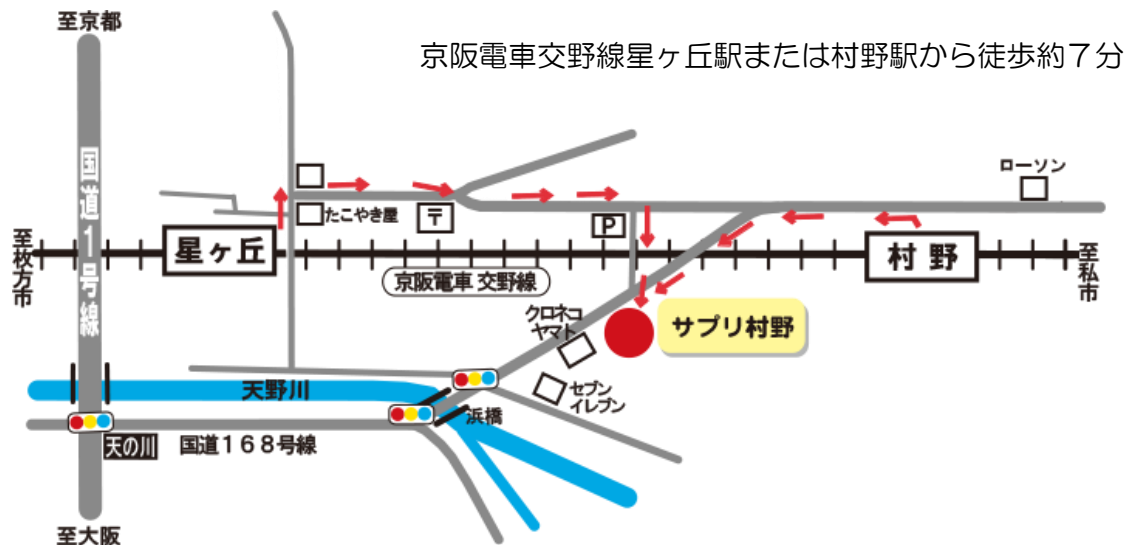 至京都
京阪電車交野線星ヶ丘駅または村野駅から徒歩約７分
国道１号線
ローソン
たこやき屋
〒
P
至枚方市
星ヶ丘
村野
至私市
京阪電車 交野線
クロネコ
ヤマト
サプリ村野
天野川
セブン
イレブン
浜橋
天の川
国道１６８号線
至大阪